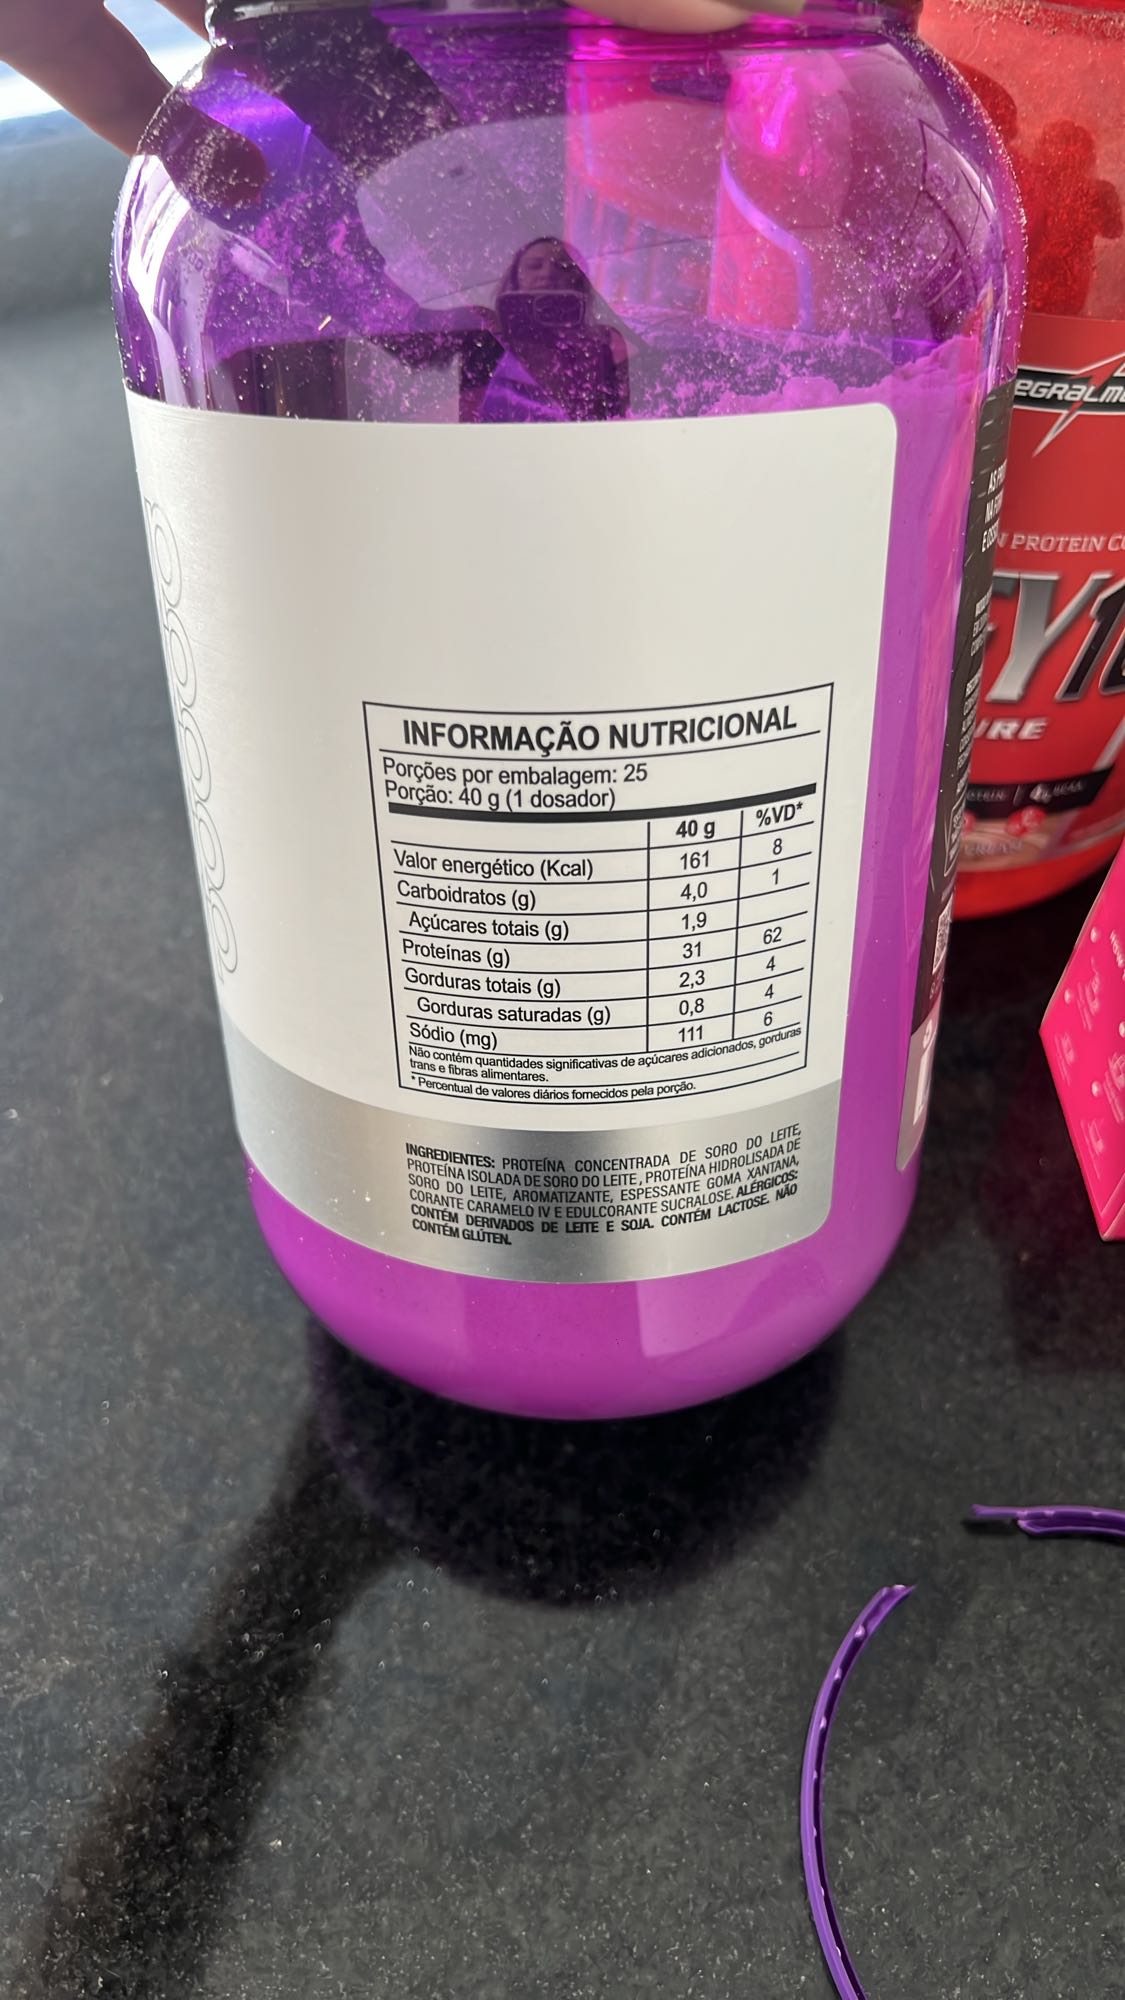 INFORMAÇÃO NUTRICIONAL
Porções por embalagem: 25
Porção: 40 g (1 dosador)
40 g %VD*
Valor energético (Kcal) 161 8
Carboidratos (g) 4,0 1
Açúcares totais (g) 1,9
Proteínas (g) 31 62
Gorduras totais (g) 2,3 4
Gorduras saturadas (g) 0,8 4
Sódio (mg) 111 6
Não contém quantidades significativas de açúcares adicionados, gorduras
trans e fibras alimentares.
* Percentual de valores diários fornecidos pela porção.
INGREDIENTES: PROTEÍNA CONCENTRADA DE SORO DO LEITE,
PROTEÍNA ISOLADA DE SORO DO LEITE, PROTEÍNA HIDROLISADA DE
SORO DO LEITE, AROMATIZANTE, ESPESSANTE GOMA XANTANA,
CORANTE CARAMELO IV E EDULCORANTE SUCRALOSE. ALÉRGICOS:
CONTÉM DERIVADOS DE LEITE E SOJA. CONTÉM LACTOSE. NÃO
CONTÉM GLÚTEN.
PROTEIN